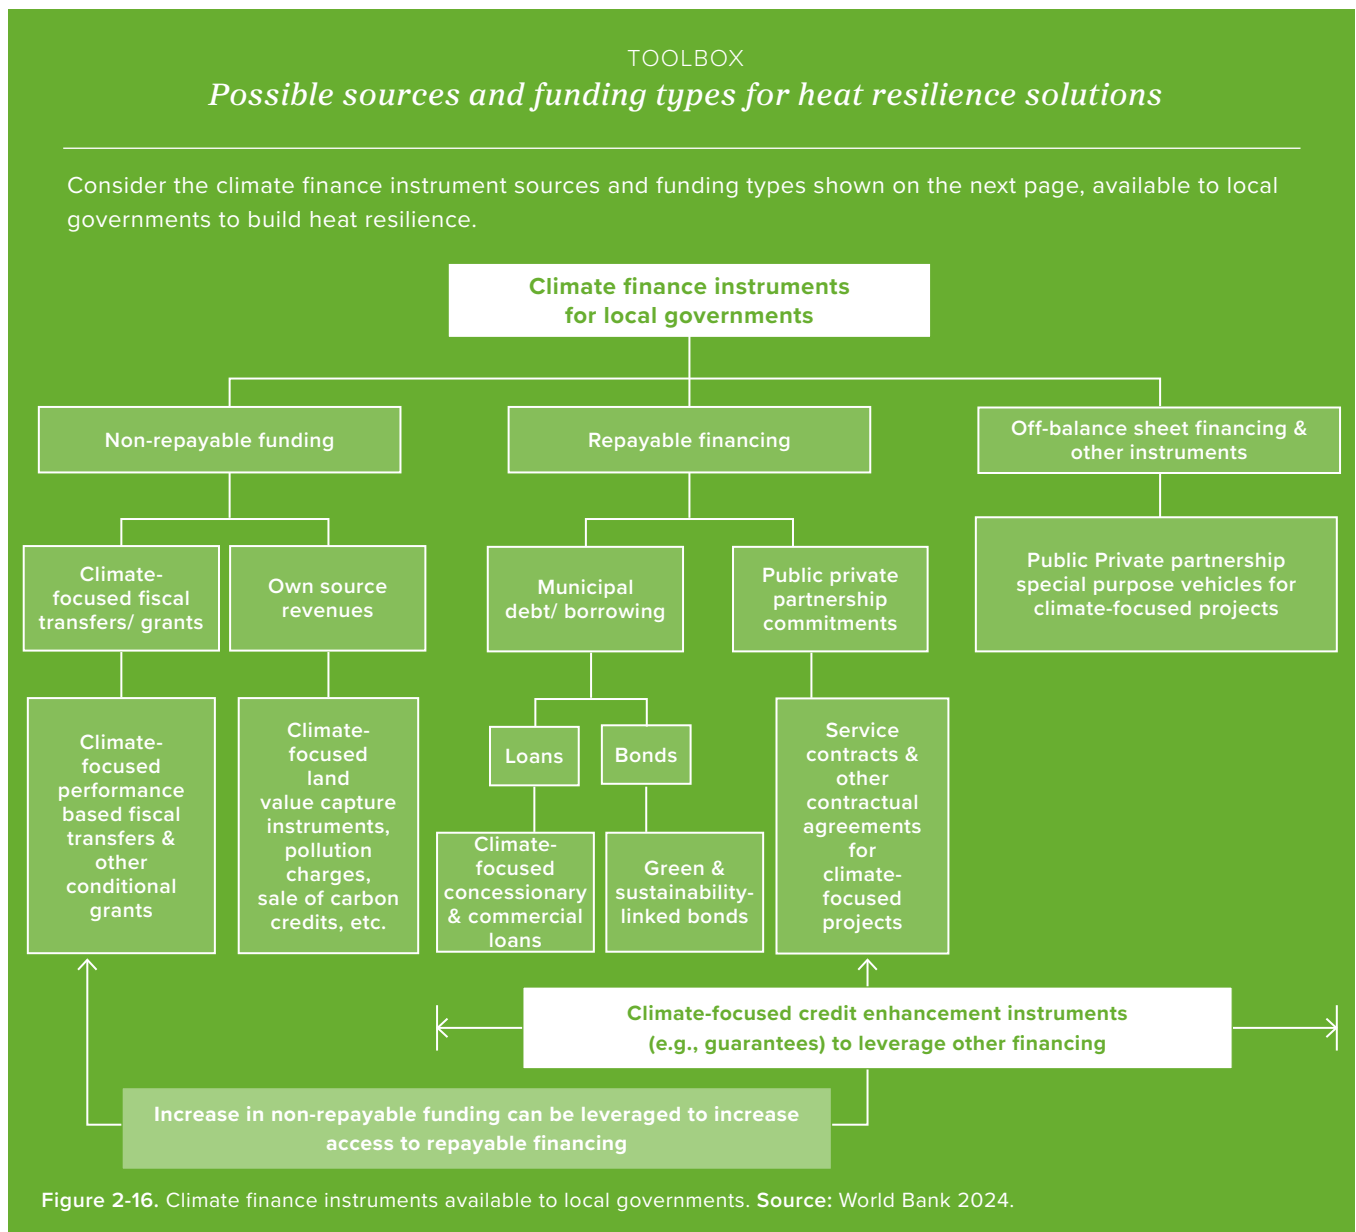 TOOLBOX
Possible sources and funding types for heat resilience solutions
Consider the climate finance instrument sources and funding types shown on the next page, available to local
governments to build heat resilience.
Climate finance instruments
for local governments
Non-repayable funding
Repayable financing
Off-balance sheet financing &
other instruments
Climate-
focused fiscal
transfers/ grants
Own source
revenues
Municipal
debt/ borrowing
Public private
partnership
commitments
Public Private partnership
special purpose vehicles for
climate-focused projects
Climate-
focused
performance
based fiscal
transfers &
other
conditional
grants
Climate-
focused
land
value capture
instruments,
pollution
charges,
sale of carbon
credits, etc.
Loans
Bonds
Climate-
focused
concessionary
& commercial
loans
Green &
sustainability-
linked bonds
Service
contracts &
other
contractual
agreements
for
climate-
focused
projects
Climate-focused credit enhancement instruments
(e.g., guarantees) to leverage other financing
Increase in non-repayable funding can be leveraged to increase
access to repayable financing
Figure 2-16. Climate finance instruments available to local governments. Source: World Bank 2024.